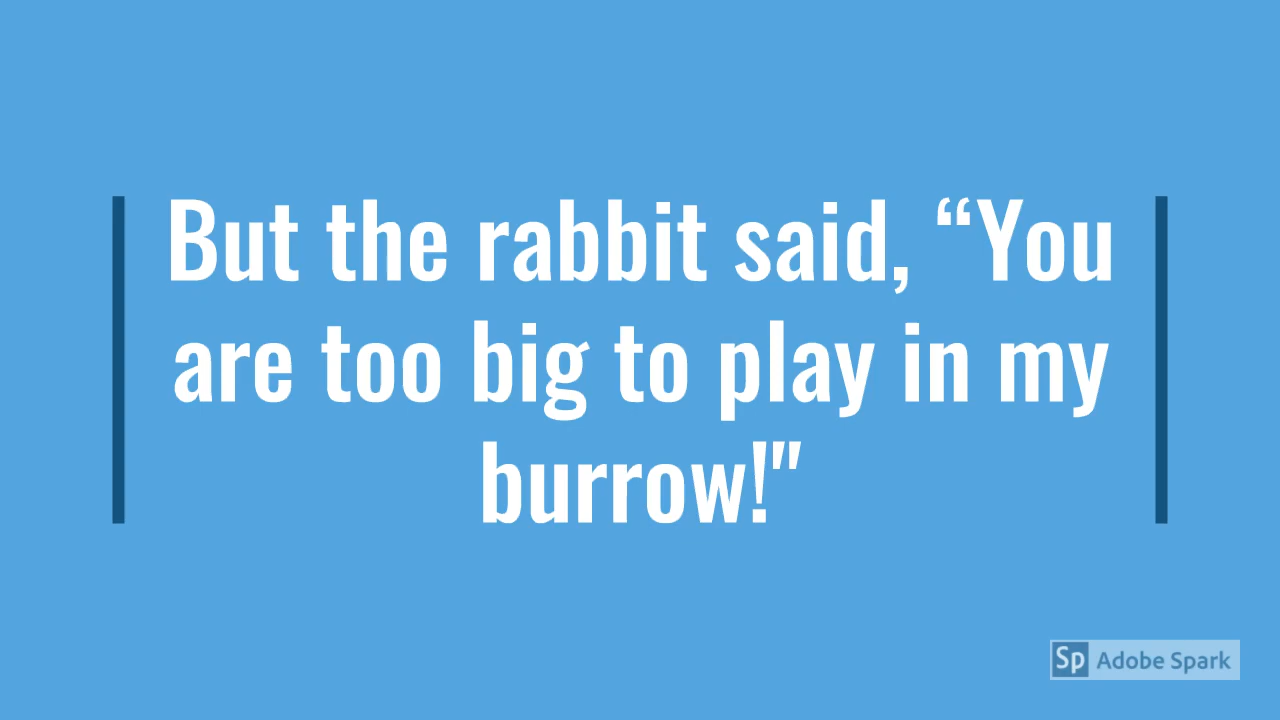 But the rabbit said, “You
are too big to play in my
burrow!"
Sp Adobe Spark